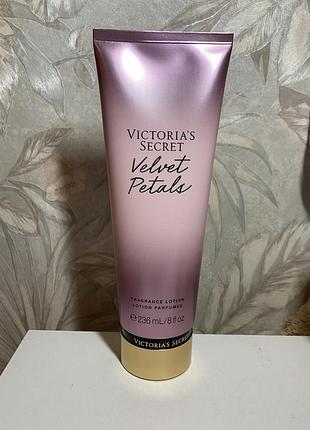 VICTORIA'S
SECRET
Velvet
Petals
FRAGRANCE LOTION
LOTION PARFUMÉE
℮ 236 mL/8 fl oz
VICTORIA'S SECRET